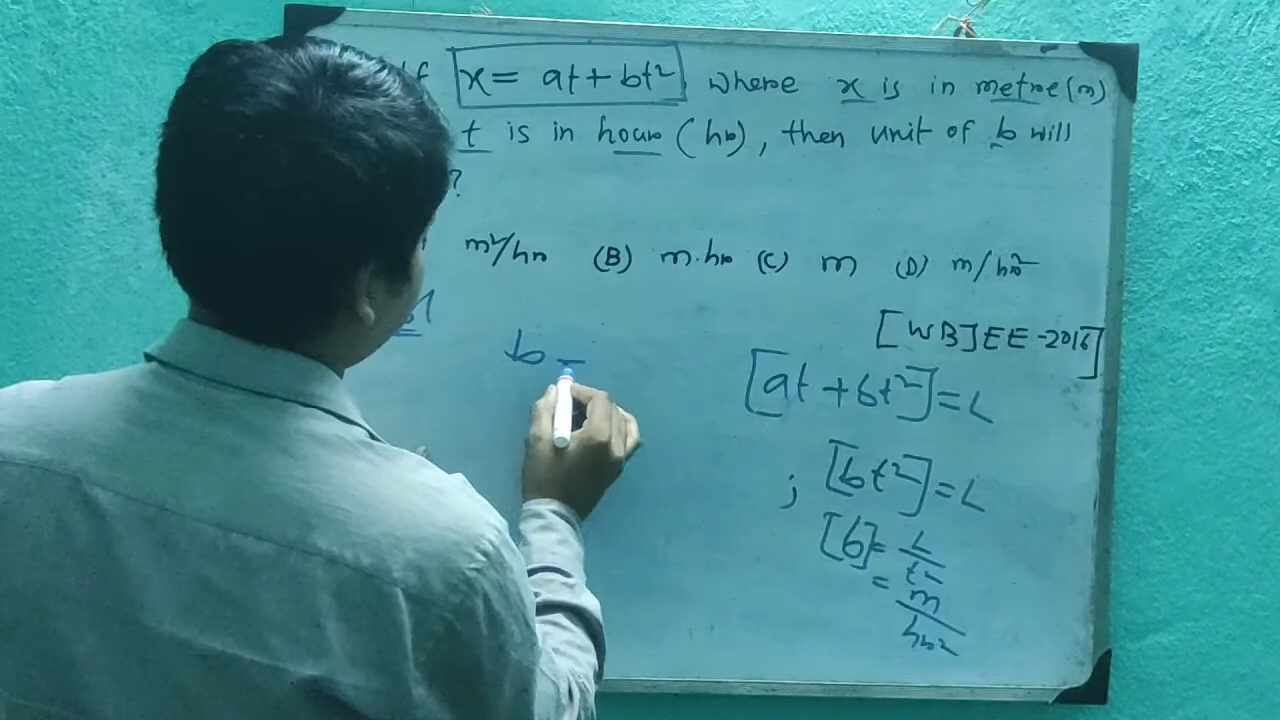 If x = at + bt² where x is in metre (m)
t is in hour (hr), then unit of b will
?
m²/hr (B) m.hr (C) m (D) m/hr²
[WBJEE-2016]
b =
[at + bt²] = L
; [bt²] = L
[b] = L/t²
= m/hr²